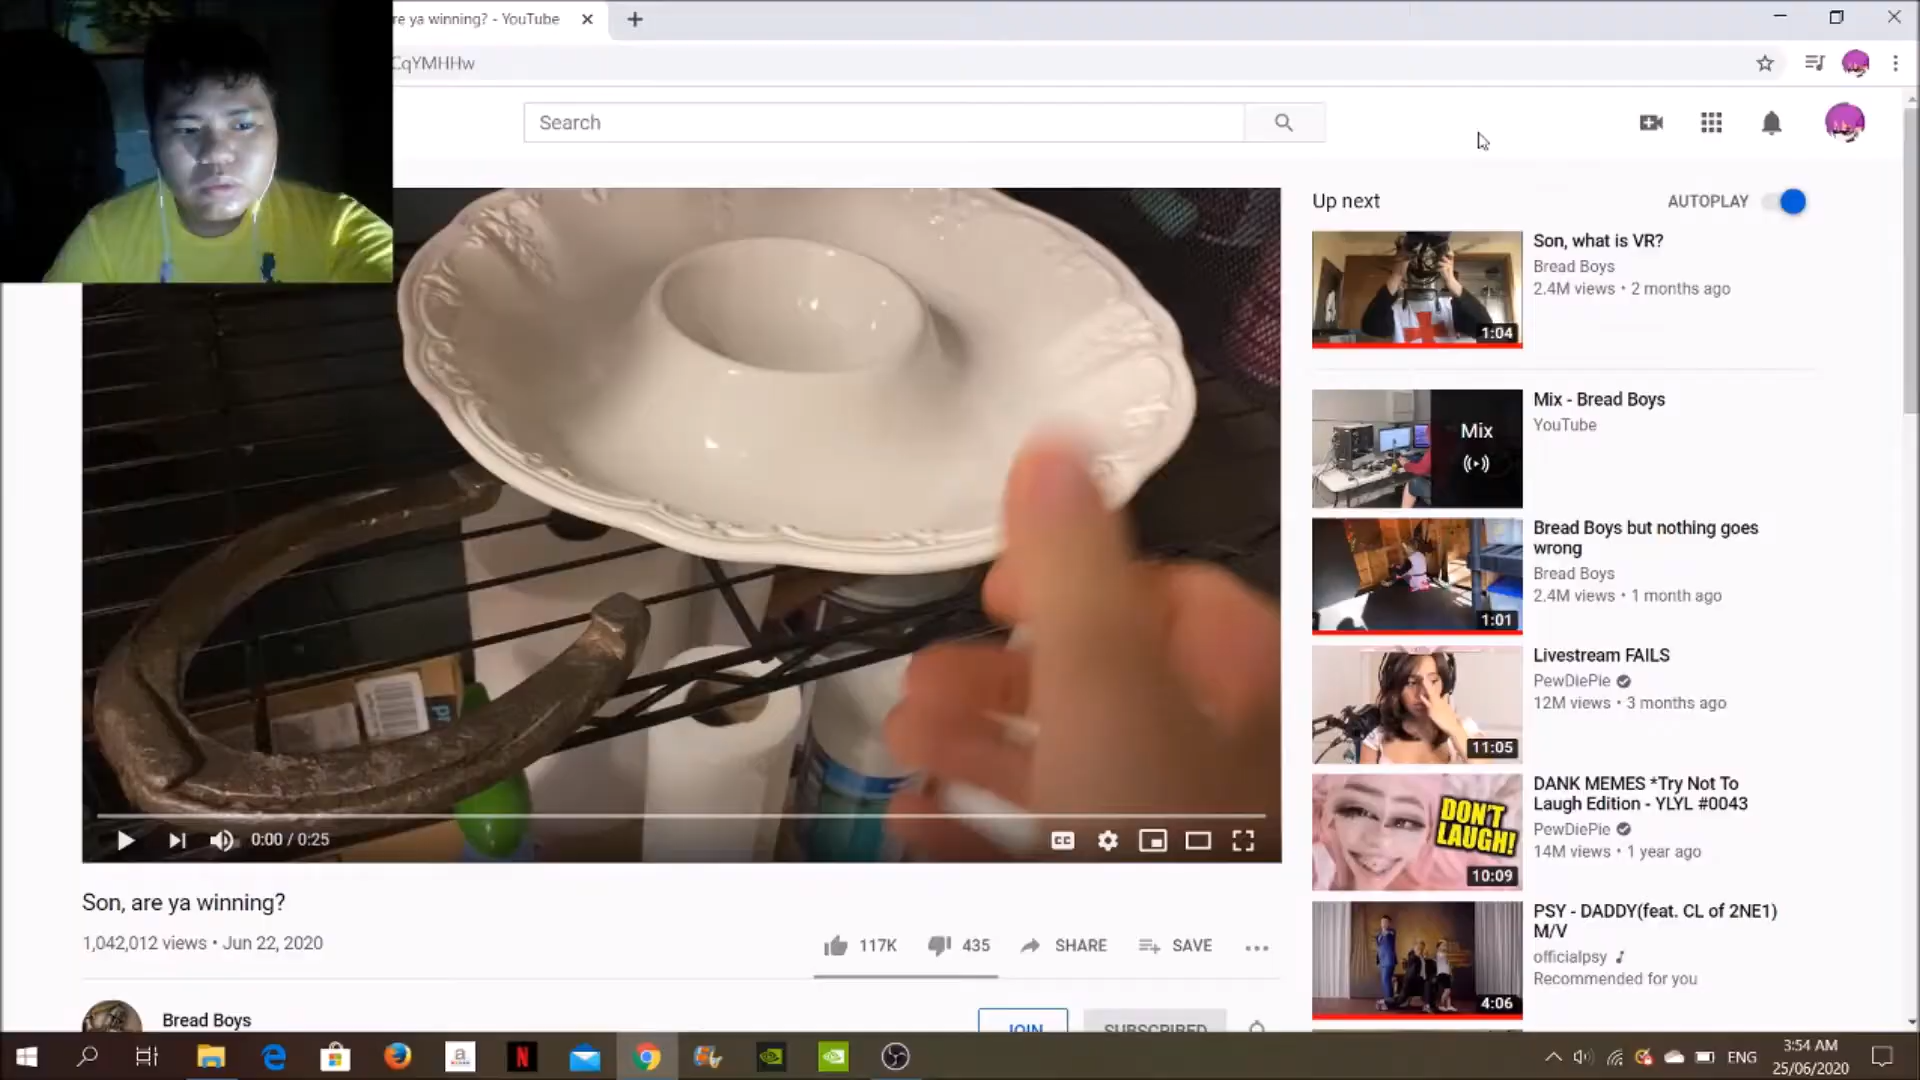 re ya winning? - YouTube
CqYMHHw
Search
Up next
AUTOPLAY
Son, what is VR?
Bread Boys
2.4M views • 2 months ago
1:04
Mix - Bread Boys
YouTube
Mix
Bread Boys but nothing goes
wrong
Bread Boys
2.4M views • 1 month ago
1:01
Livestream FAILS
PewDiePie
12M views • 3 months ago
11:05
DANK MEMES *Try Not To
Laugh Edition - YLYL #0043
PewDiePie
14M views • 1 year ago
DON'T
LAUGH!
10:09
PSY - DADDY(feat. CL of 2NE1)
M/V
officialpsy
Recommended for you
4:06
0:00 / 0:25
CC
Son, are ya winning?
1,042,012 views • Jun 22, 2020
117K
435
SHARE
SAVE
Bread Boys
JOIN
SUBSCRIBED
ENG
3:54 AM
25/06/2020